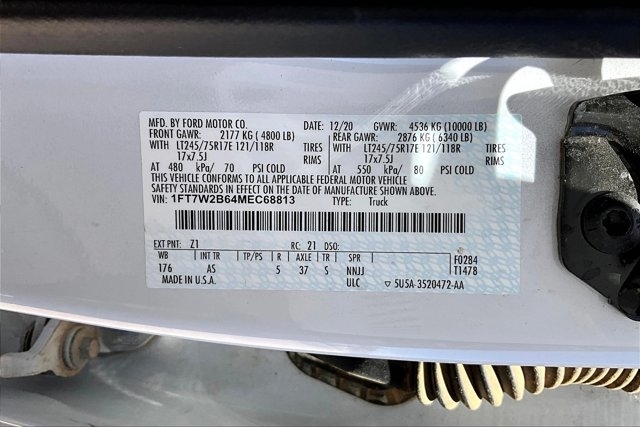 MFD. BY FORD MOTOR CO. DATE: 12/20 GVWR: 4536 KG (10000 LB)
FRONT GAWR: 2177 KG ( 4800 LB) REAR GAWR: 2876 KG ( 6340 LB)
WITH LT245/75R17E 121/118R TIRES WITH LT245/75R17E 121/118R TIRES
17x7.5J RIMS 17x7.5J RIMS
AT 480 kPa/ 70 PSI COLD AT 550 kPa/ 80 PSI COLD
THIS VEHICLE CONFORMS TO ALL APPLICABLE FEDERAL MOTOR VEHICLE
SAFETY STANDARDS IN EFFECT ON THE DATE OF MANUFACTURE SHOWN ABOVE.
VIN: 1FT7W2B64MEC68813 TYPE: Truck
EXT PNT: Z1 RC: 21 DSO:
WB INT TR TP/PS R AXLE TR SPR F0284
176 AS 5 37 5 NNJJ T1478
MADE IN U.S.A. ULC ▽ 5U5A-3520472-AA